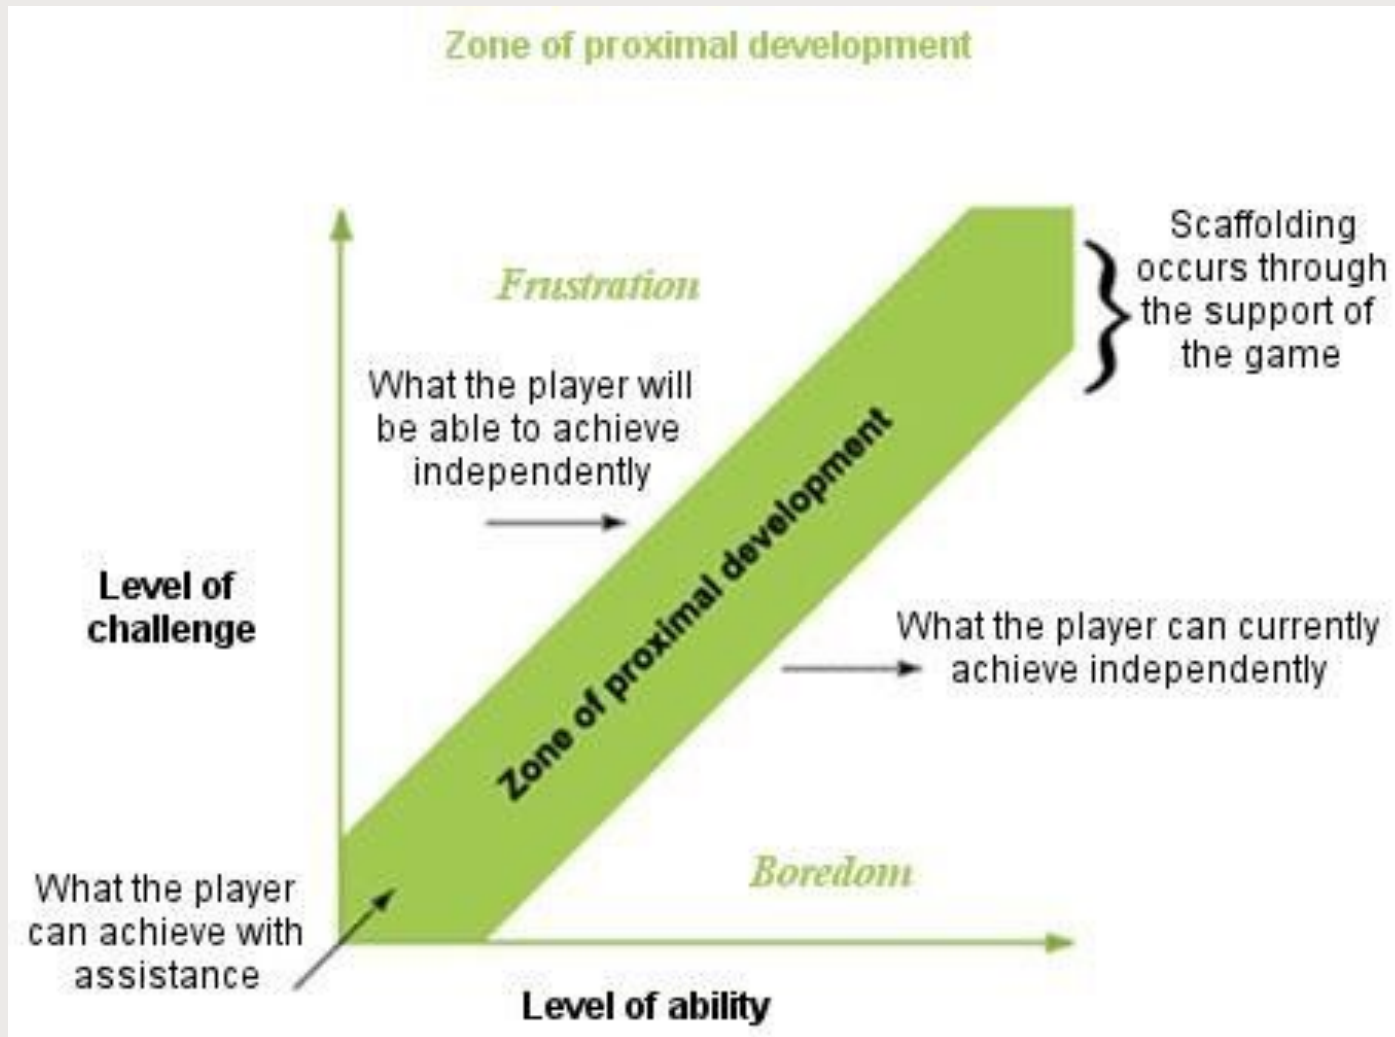 Zone of proximal development
Scaffolding
occurs through
the support of
the game
Frustration
What the player will
be able to achieve
independently
Zone of proximal development
Level of
challenge
What the player can currently
achieve independently
Boredom
What the player
can achieve with
assistance
Level of ability